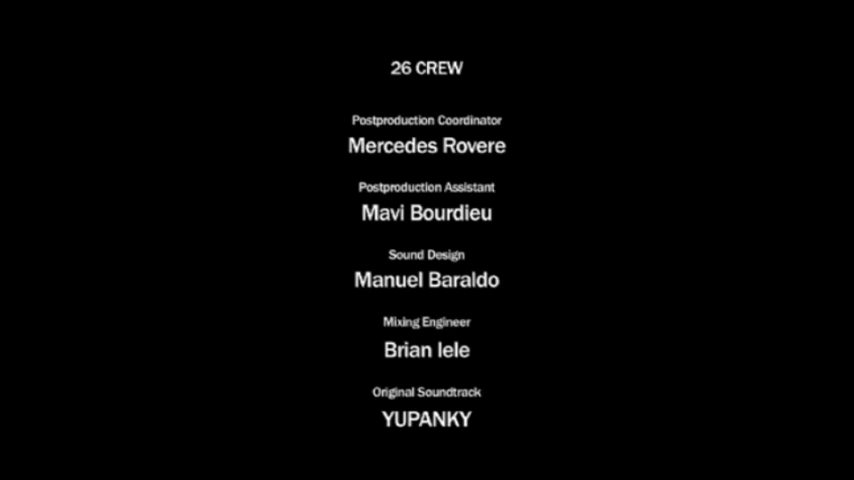 26 CREW
Postproduction Coordinator
Mercedes Rovere
Postproduction Assistant
Mavi Bourdieu
Sound Design
Manuel Baraldo
Mixing Engineer
Brian Iele
Original Soundtrack
YUPANKY